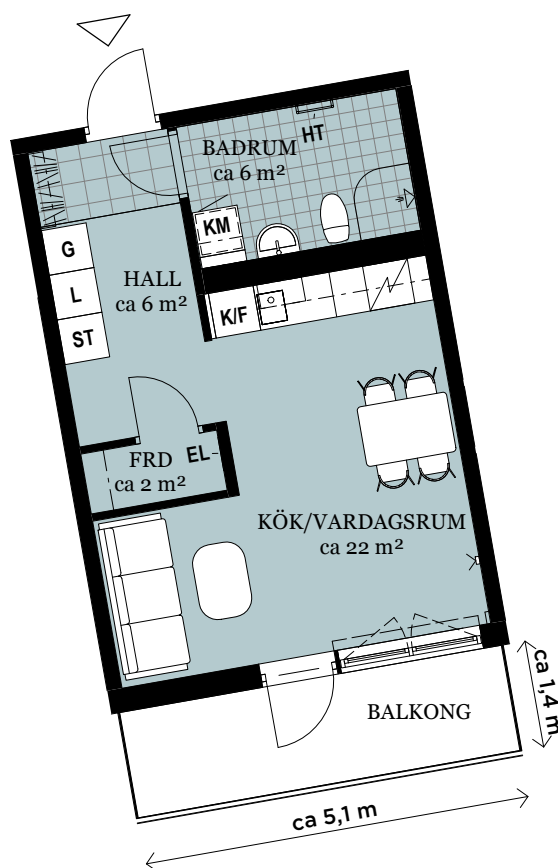 HT
BADRUM
ca 6 m²
KM
G
HALL
L
ca 6 m²
K/F
ST
FRD
EL
ca 2 m²
KÖK/VARDAGSRUM
ca 22 m²
BALKONG
ca 1,4 m
ca 5,1 m